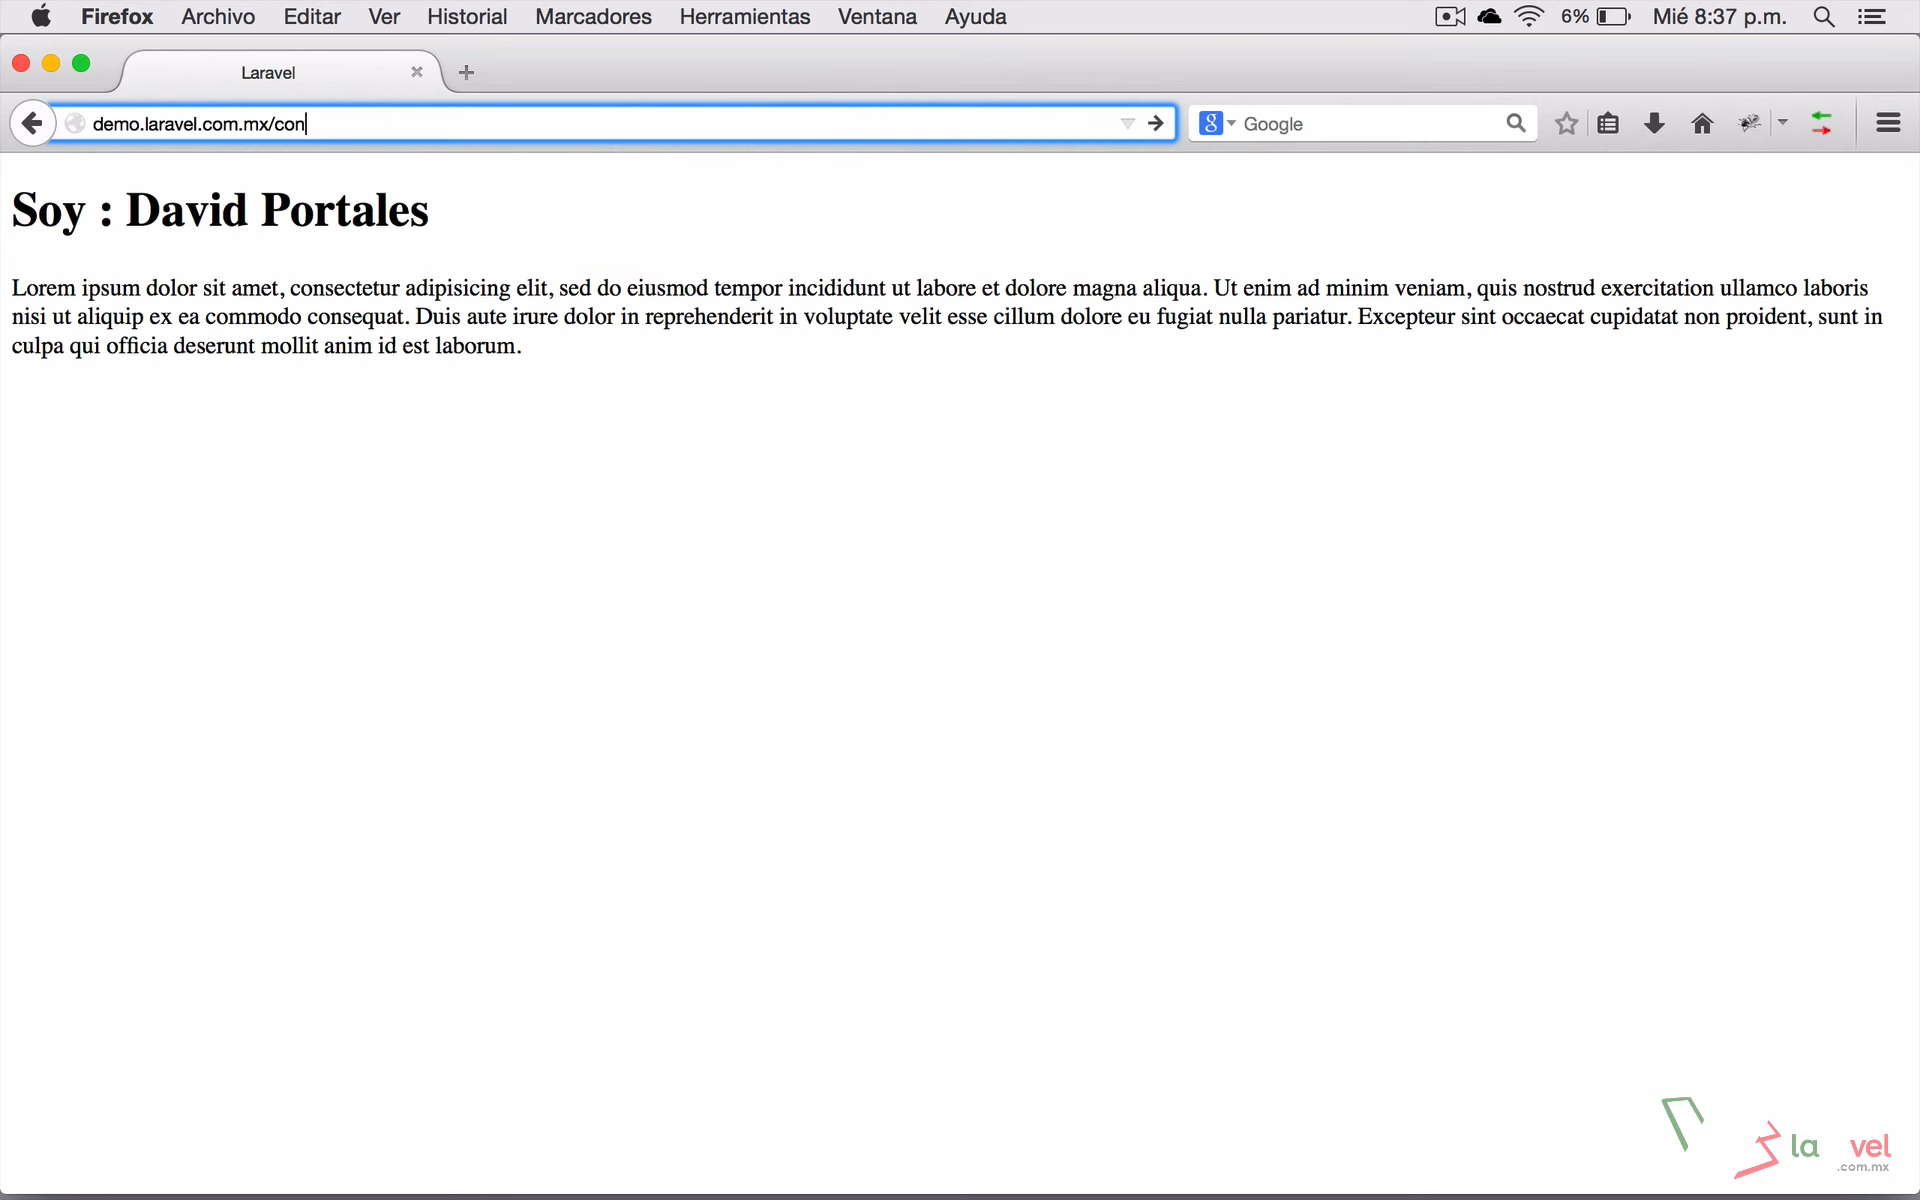 Firefox Archivo Editar Ver Historial Marcadores Herramientas Ventana Ayuda 6% Mié 8:37 p.m.
Laravel
demo.laravel.com.mx/con
Google
Soy : David Portales
Lorem ipsum dolor sit amet, consectetur adipisicing elit, sed do eiusmod tempor incididunt ut labore et dolore magna aliqua. Ut enim ad minim veniam, quis nostrud exercitation ullamco laboris
nisi ut aliquip ex ea commodo consequat. Duis aute irure dolor in reprehenderit in voluptate velit esse cillum dolore eu fugiat nulla pariatur. Excepteur sint occaecat cupidatat non proident, sunt in
culpa qui officia deserunt mollit anim id est laborum.
la vel
.com.mx